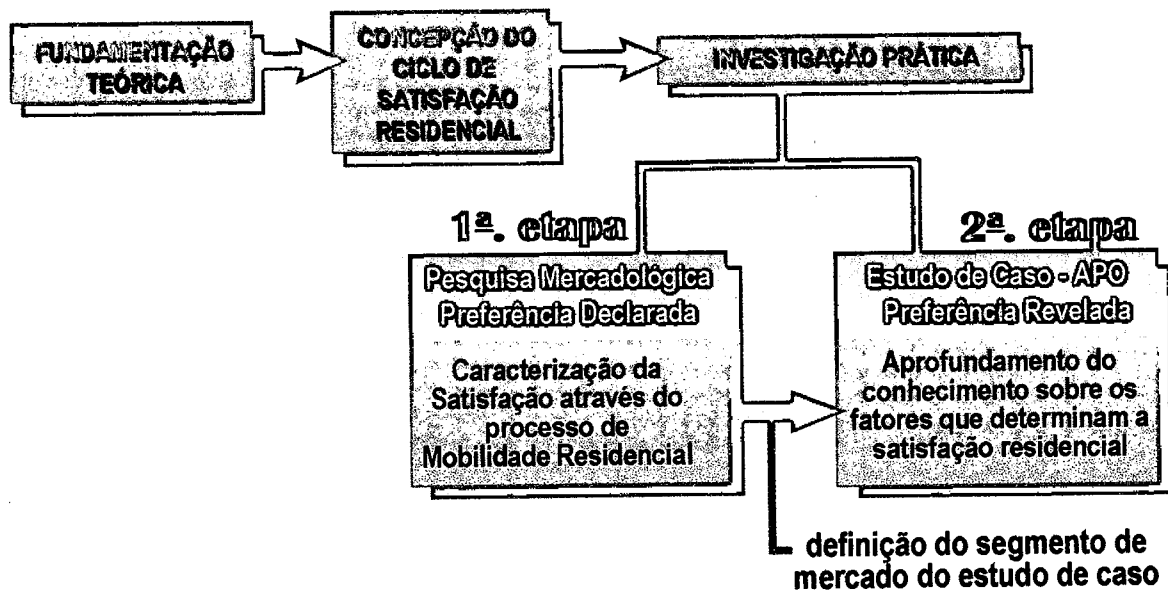 FUNDAMENTAÇÃO
TEÓRICA
CONCEPÇÃO DO
CICLO DE
SATISFAÇÃO
RESIDENCIAL
INVESTIGAÇÃO PRÁTICA
1ª. etapa
Pesquisa Mercadológica
Preferência Declarada
Caracterização da
Satisfação através do
processo de
Mobilidade Residencial
2ª. etapa
Estudo de Caso - APO
Preferência Revelada
Aprofundamento do
conhecimento sobre os
fatores que determinam a
satisfação residencial
definição do segmento de
mercado do estudo de caso